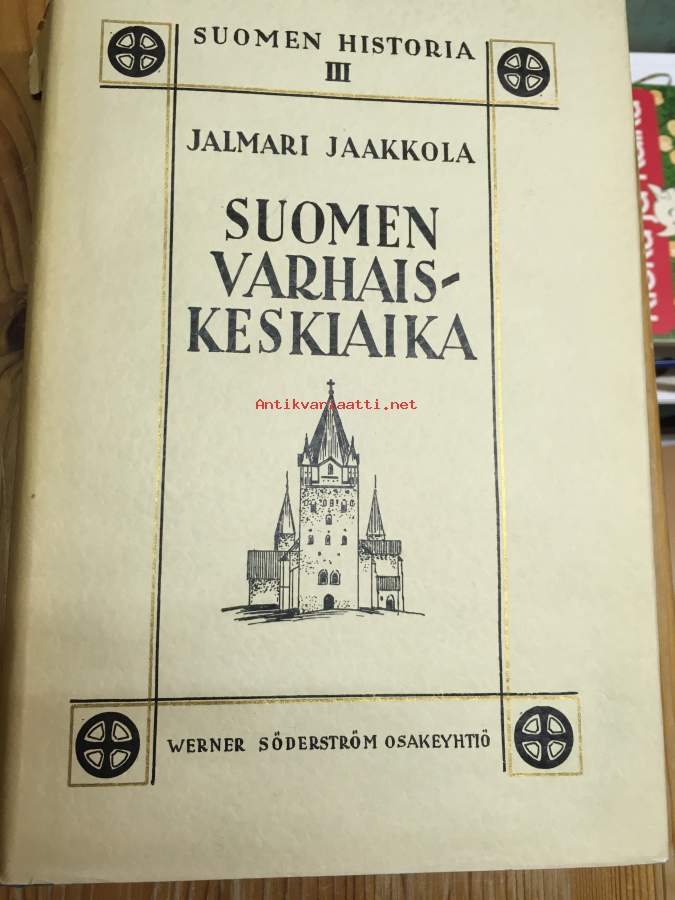 SUOMEN HISTORIA
III
JALMARI JAAKKOLA
SUOMEN
VARHAIS-
KESKIAIKA
Antikvariaatti.net
WERNER SÖDERSTRÖM OSAKEYHTIÖ